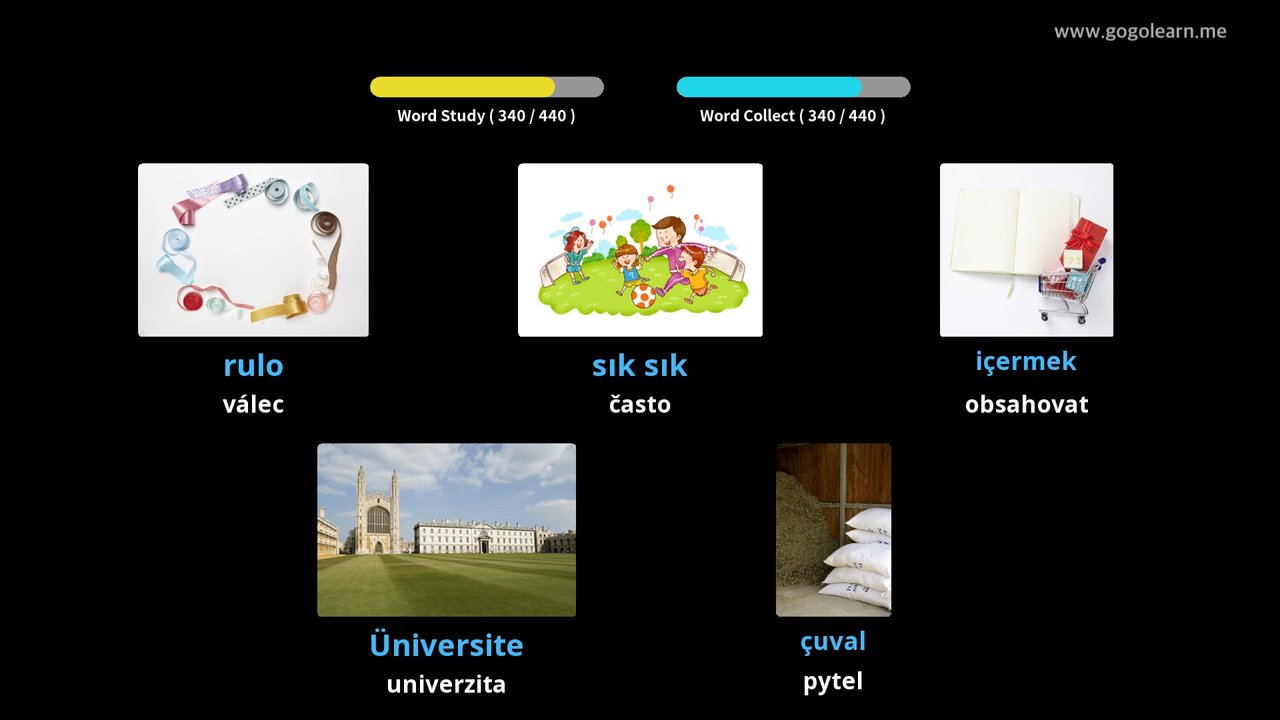 www.gogolearn.me
Word Study ( 340 / 440 )
Word Collect ( 340 / 440 )
rulo
sık sık
içermek
válec
často
obsahovat
Üniversite
çuval
univerzita
pytel